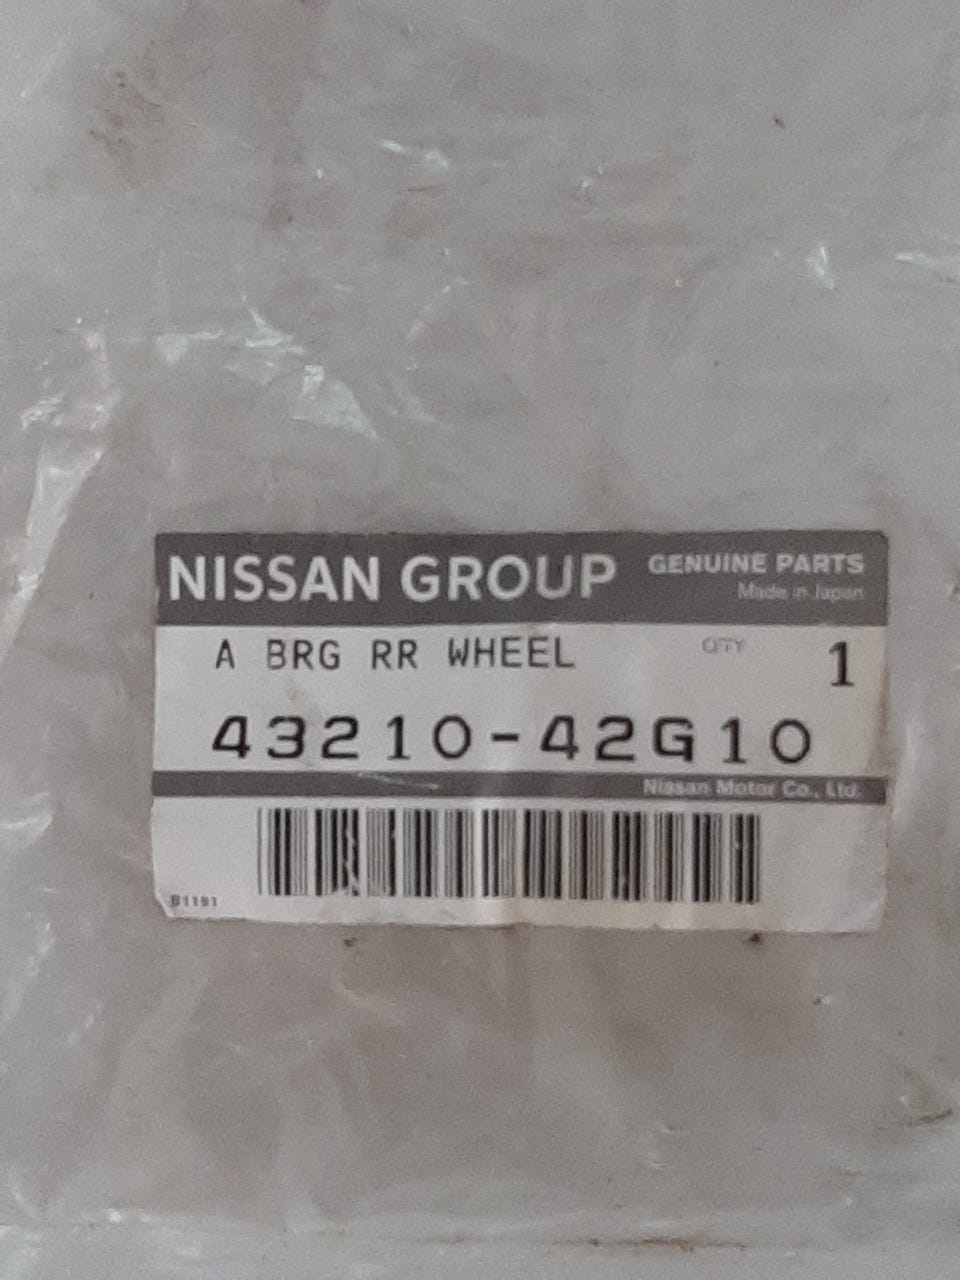 NISSAN GROUP GENUINE PARTS
Made in Japan
A BRG RR WHEEL QTY 1
43210-42G10
Nissan Motor Co., Ltd.
B1191